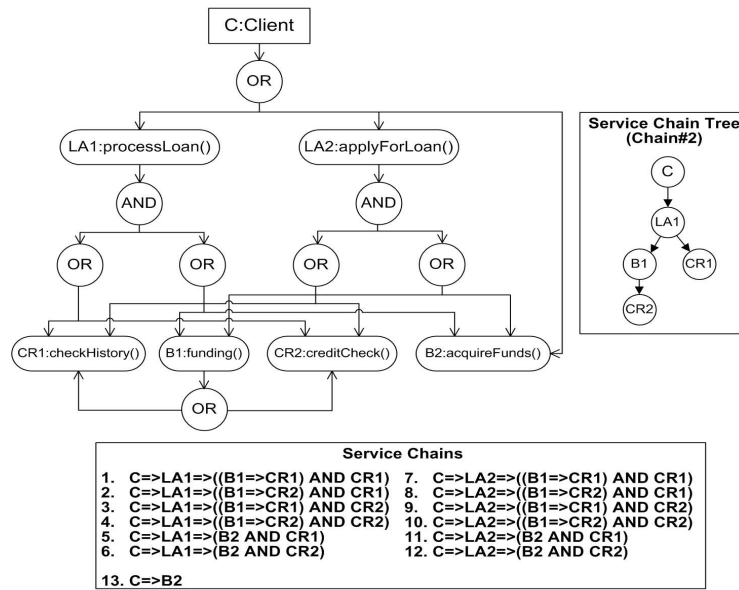 C:Client
OR
LA1:processLoan()
LA2:applyForLoan()
AND
AND
OR
OR
OR
OR
CR1:checkHistory()
B1:funding()
CR2:creditCheck()
B2:acquireFunds()
OR
Service Chain Tree
(Chain#2)
C
LA1
B1
CR1
CR2
Service Chains
1. C=>LA1=>((B1=>CR1) AND CR1)
2. C=>LA1=>((B1=>CR2) AND CR1)
3. C=>LA1=>((B1=>CR1) AND CR2)
4. C=>LA1=>((B1=>CR2) AND CR2)
5. C=>LA1=>(B2 AND CR1)
6. C=>LA1=>(B2 AND CR2)
7. C=>LA2=>((B1=>CR1) AND CR1)
8. C=>LA2=>((B1=>CR2) AND CR1)
9. C=>LA2=>((B1=>CR1) AND CR2)
10. C=>LA2=>((B1=>CR2) AND CR2)
11. C=>LA2=>(B2 AND CR1)
12. C=>LA2=>(B2 AND CR2)
13. C=>B2